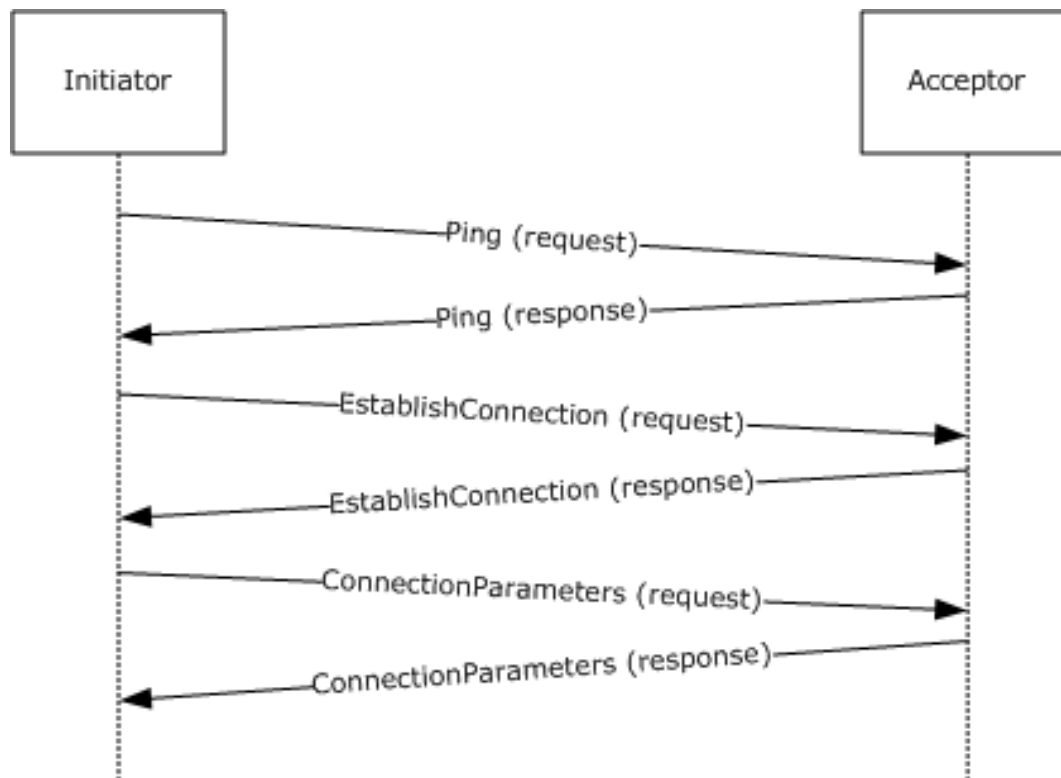 Initiator
Acceptor
Ping (request)
Ping (response)
EstablishConnection (request)
EstablishConnection (response)
ConnectionParameters (request)
ConnectionParameters (response)